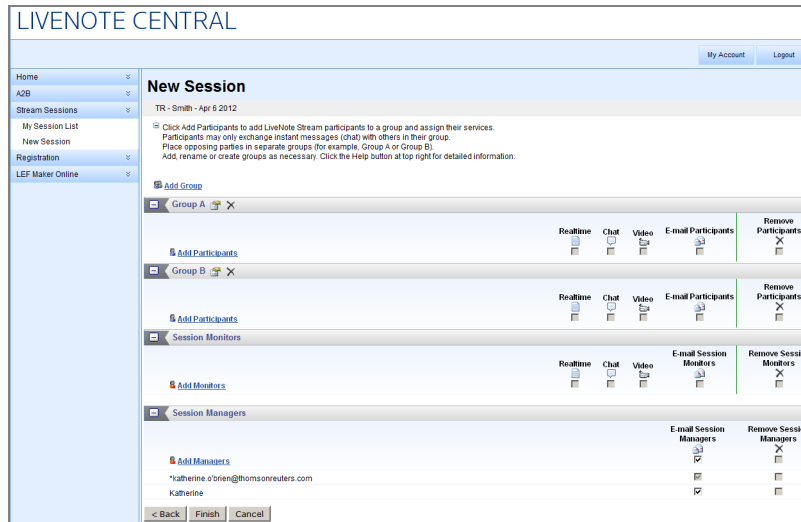 LIVENOTE CENTRAL
My Account Logout
Home
A2B
Stream Sessions
My Session List
New Session
Registration
LEF Maker Online
New Session
TR - Smith - Apr 6 2012
Click Add Participants to add LiveNote Stream participants to a group and assign their services.
Participants may only exchange instant messages (chat) with others in their group.
Place opposing parties in separate groups (for example, Group A or Group B).
Add, rename or create groups as necessary. Click the Help button at top right for detailed information.
Add Group
Group A
Realtime Chat Video E-mail Participants Remove Participants
Add Participants
Group B
Realtime Chat Video E-mail Participants Remove Participants
Add Participants
Session Monitors
Realtime Chat Video E-mail Session Monitors Remove Sessi Monitors
Add Monitors
Session Managers
E-mail Session Managers Remove Sessi Managers
Add Managers
*katherine.o'brien@thomsonreuters.com
Katherine
< Back Finish Cancel